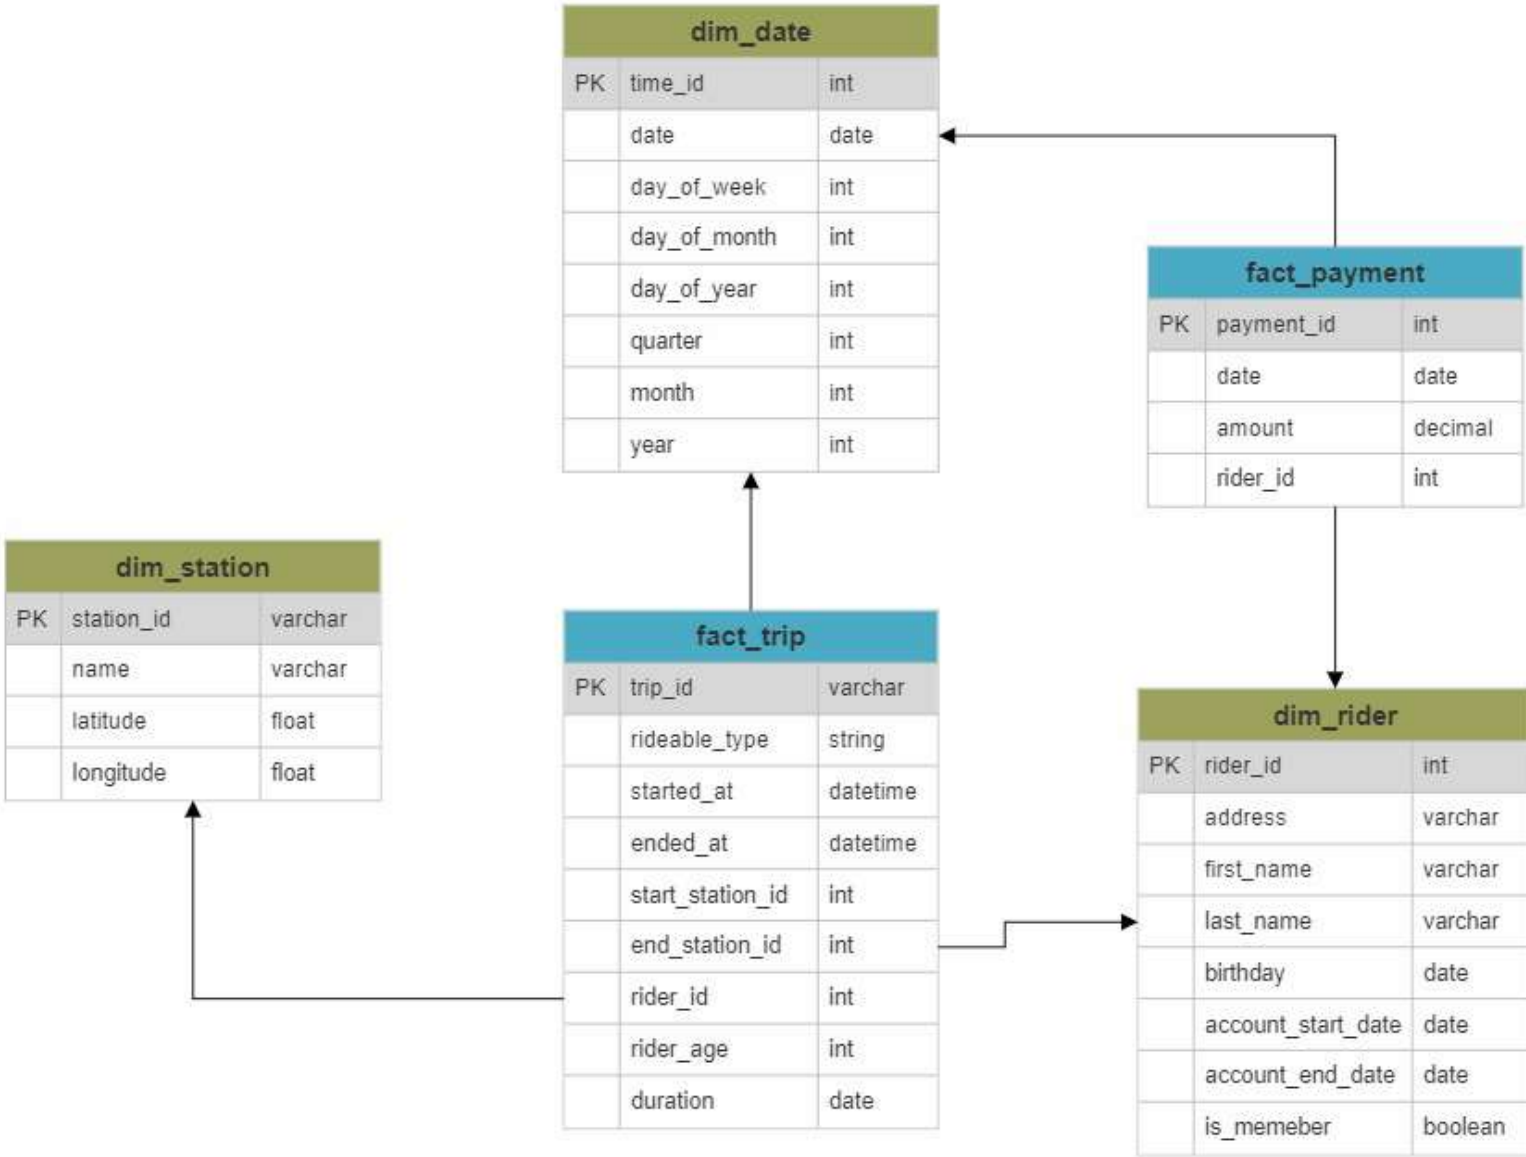 dim_date
PK time_id int
date date
day_of_week int
day_of_month int
day_of_year int
quarter int
month int
year int
fact_payment
PK payment_id int
date date
amount decimal
rider_id int
dim_station
PK station_id varchar
name varchar
latitude float
longitude float
fact_trip
PK trip_id varchar
rideable_type string
started_at datetime
ended_at datetime
start_station_id int
end_station_id int
rider_id int
rider_age int
duration date
dim_rider
PK rider_id int
address varchar
first_name varchar
last_name varchar
birthday date
account_start_date date
account_end_date date
is_memeber boolean